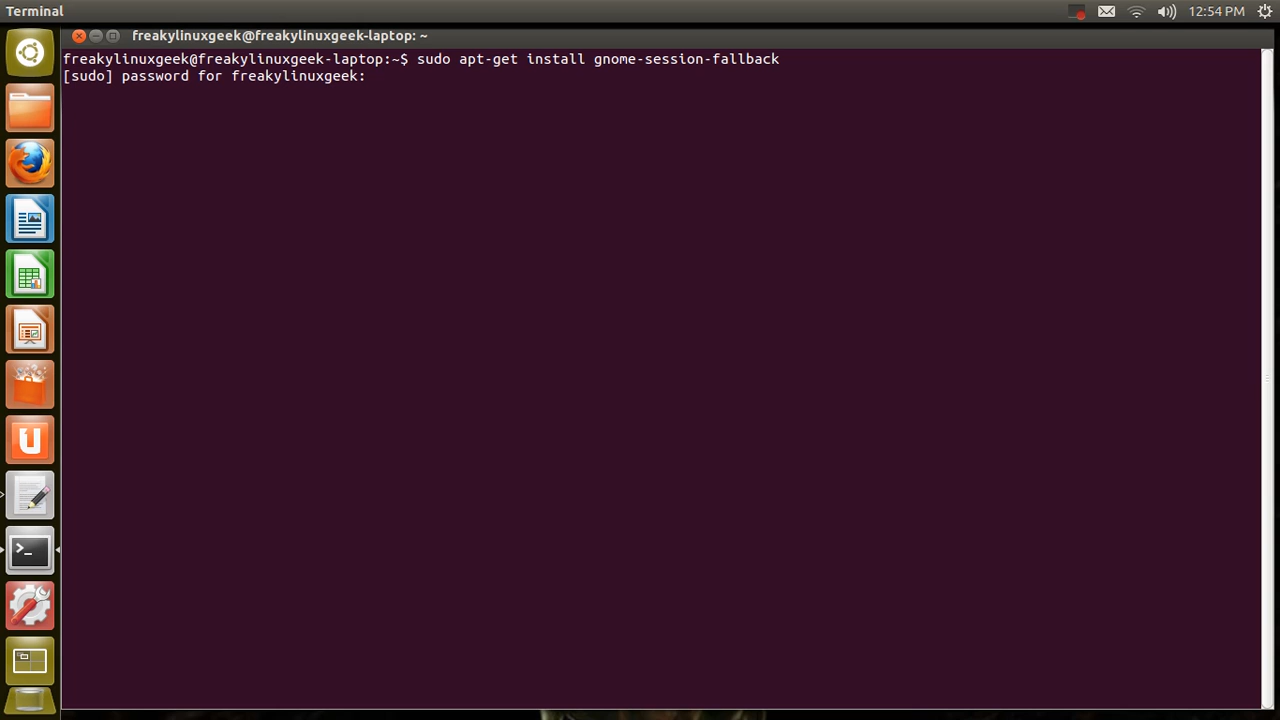 Terminal
12:54 PM
freakylinuxgeek@freakylinuxgeek-laptop: ~
freakylinuxgeek@freakylinuxgeek-laptop:~$ sudo apt-get install gnome-session-fallback
[sudo] password for freakylinuxgeek: